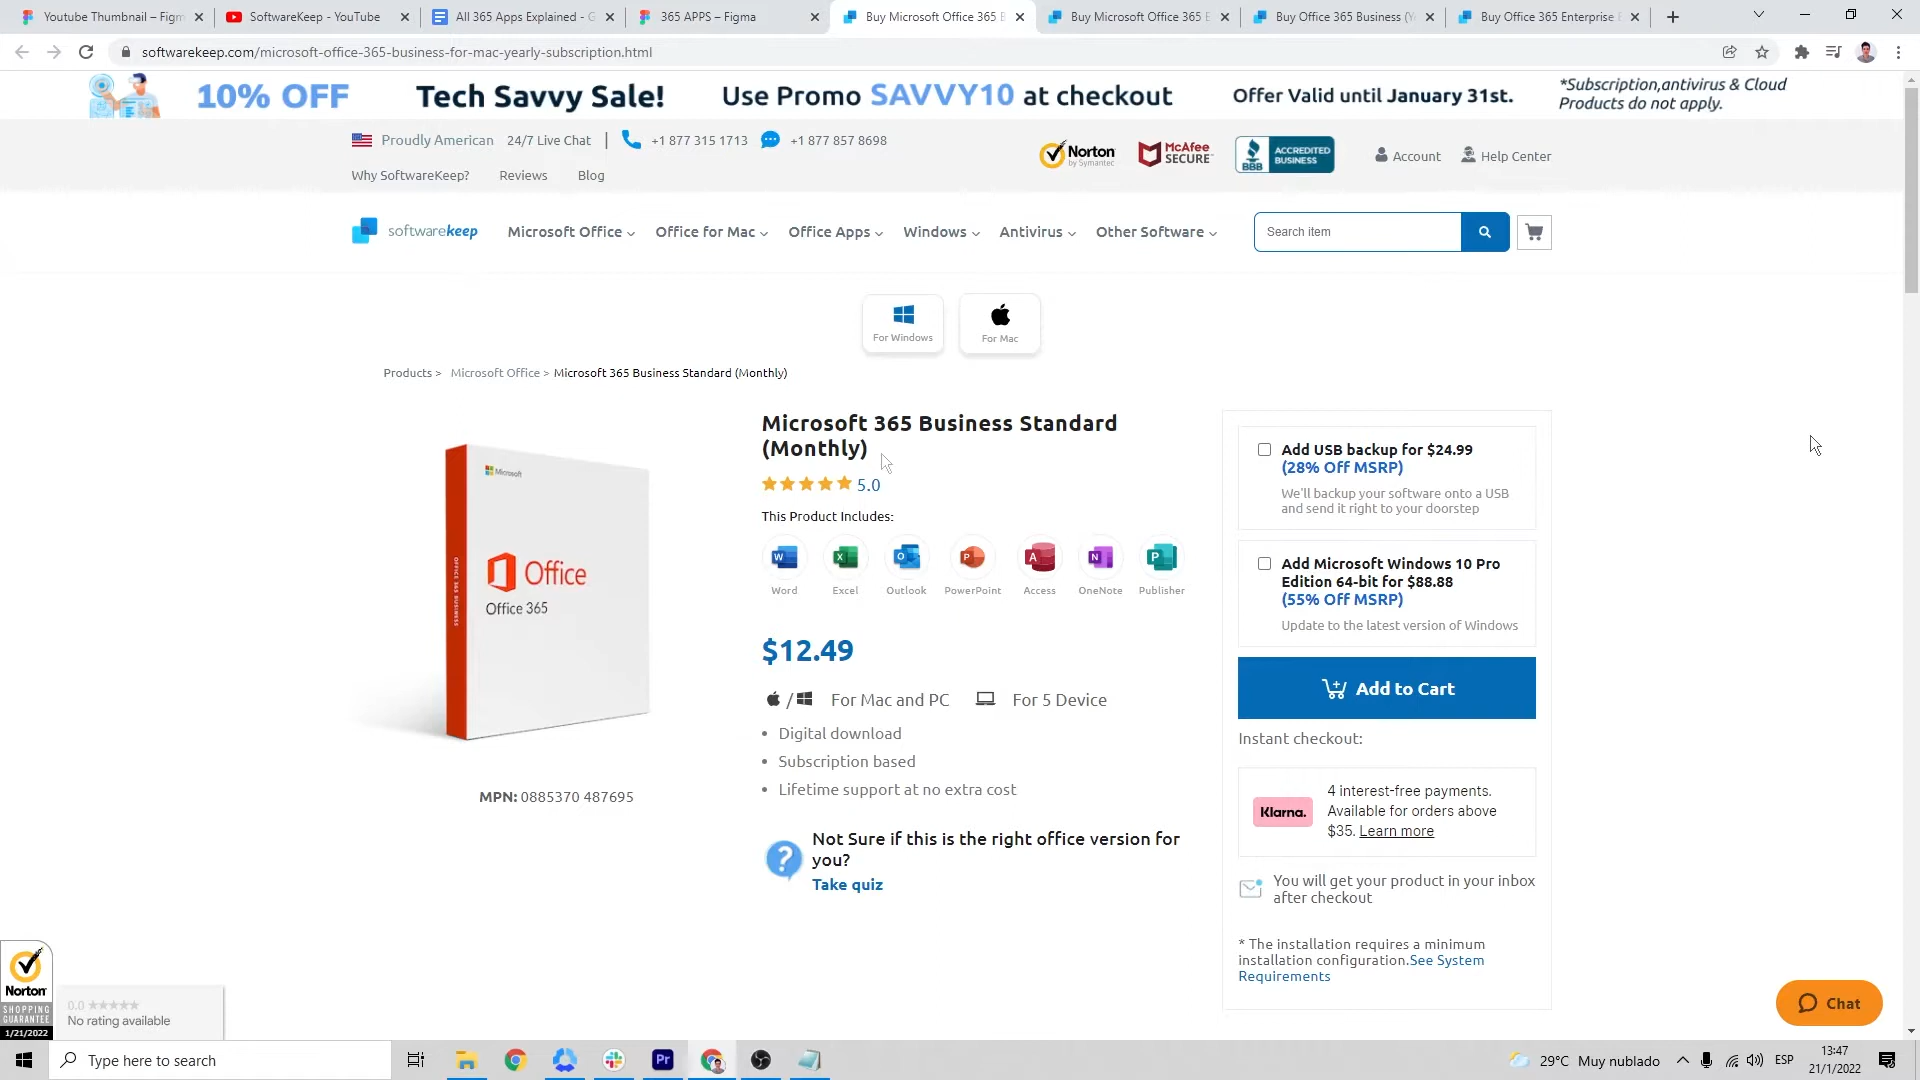 Youtube Thumbnail – Figm
SoftwareKeep - YouTube
All 365 Apps Explained - G
365 APPS – Figma
Buy Microsoft Office 365 B
Buy Microsoft Office 365 E
Buy Office 365 Business (Y
Buy Office 365 Enterprise E
softwarekeep.com/microsoft-office-365-business-for-mac-yearly-subscription.html
10% OFF Tech Savvy Sale! Use Promo SAVVY10 at checkout Offer Valid until January 31st.
*Subscription,antivirus & Cloud
Products do not apply.
Proudly American 24/7 Live Chat | +1 877 315 1713 +1 877 857 8698
Norton
by Symantec
McAfee
SECURE
BBB
ACCREDITED
BUSINESS
Account Help Center
Why SoftwareKeep? Reviews Blog
softwarekeep Microsoft Office Office for Mac Office Apps Windows Antivirus Other Software Search item
For Windows For Mac
Products > Microsoft Office > Microsoft 365 Business Standard (Monthly)
Microsoft
OFFICE 365 BUSINESS
Office
Office 365
MPN: 0885370 487695
Microsoft 365 Business Standard
(Monthly)
5.0
This Product Includes:
Word Excel Outlook PowerPoint Access OneNote Publisher
$12.49
/ For Mac and PC For 5 Device
• Digital download
• Subscription based
• Lifetime support at no extra cost
Not Sure if this is the right office version for
you?
Take quiz
Add USB backup for $24.99
(28% Off MSRP)
We'll backup your software onto a USB
and send it right to your doorstep
Add Microsoft Windows 10 Pro
Edition 64-bit for $88.88
(55% Off MSRP)
Update to the latest version of Windows
Add to Cart
Instant checkout:
Klarna.
4 interest-free payments.
Available for orders above
$35. Learn more
You will get your product in your inbox
after checkout
* The installation requires a minimum
installation configuration.See System
Requirements
Norton
SHOPPING
GUARANTEE
1/21/2022
0.0
No rating available
Chat
Type here to search
Pr
29°C Muy nublado
ESP
13:47
21/1/2022